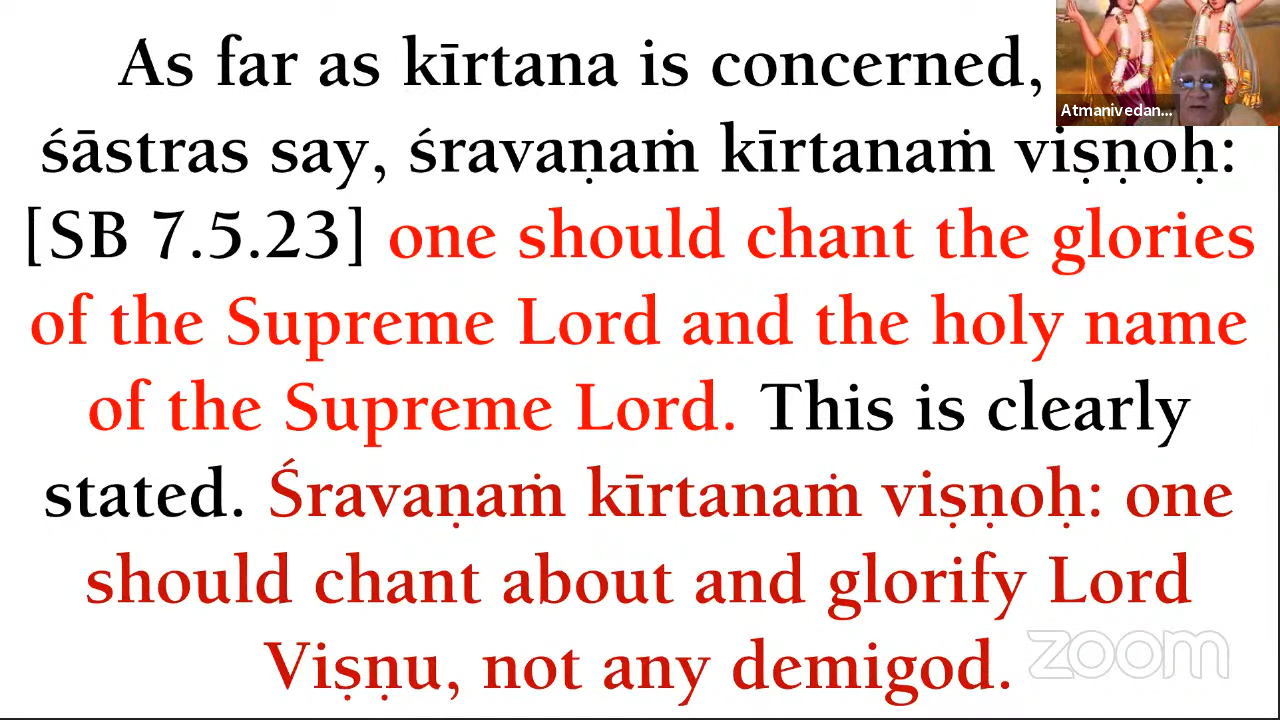 As far as kīrtana is concerned,
Atmanivedan...
śāstras say, śravaṇaṁ kīrtanaṁ viṣṇoḥ:
[SB 7.5.23] one should chant the glories
of the Supreme Lord and the holy name
of the Supreme Lord. This is clearly
stated. Śravaṇaṁ kīrtanaṁ viṣṇoḥ: one
should chant about and glorify Lord
Viṣṇu, not any demigod.
zoom